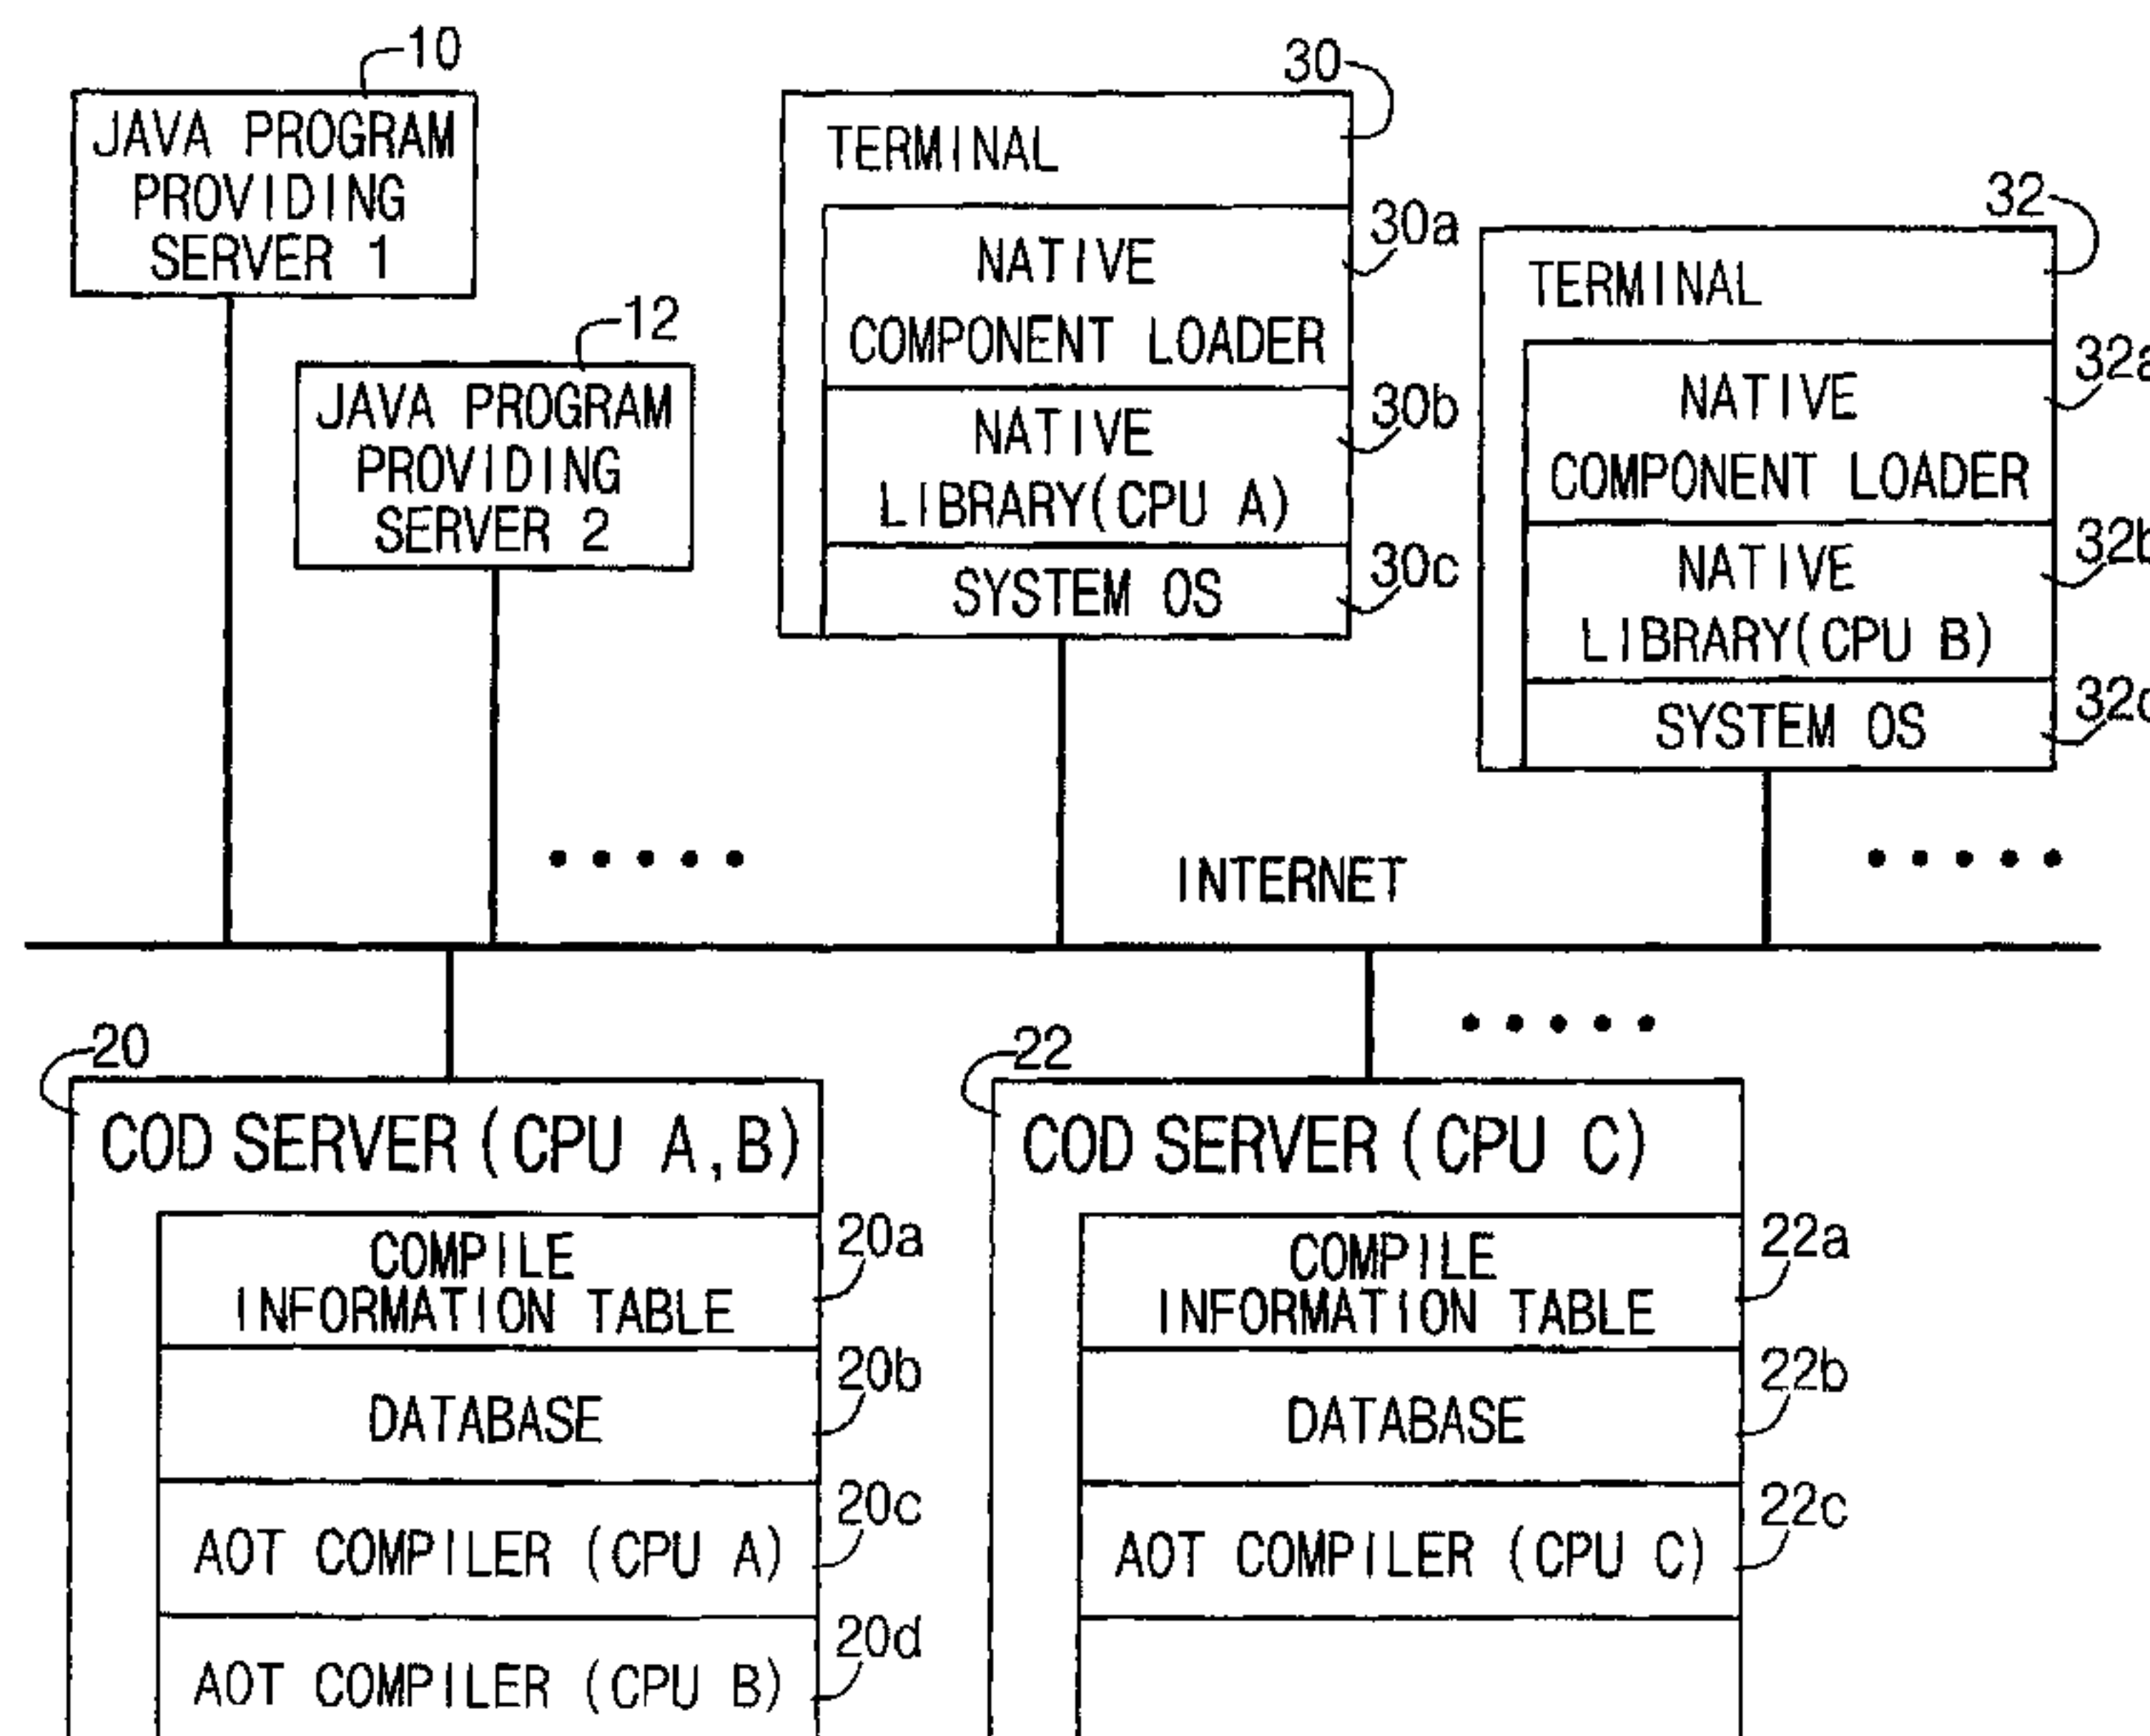 10
JAVA PROGRAM
PROVIDING
SERVER 1
12
JAVA PROGRAM
PROVIDING
SERVER 2
30
TERMINAL
30a
NATIVE
COMPONENT LOADER
30b
NATIVE
LIBRARY(CPU A)
30c
SYSTEM OS
32
TERMINAL
32a
NATIVE
COMPONENT LOADER
32b
NATIVE
LIBRARY(CPU B)
32c
SYSTEM OS
.....
INTERNET
.....
20
COD SERVER (CPU A,B)
20a
COMPILE
INFORMATION TABLE
20b
DATABASE
20c
AOT COMPILER (CPU A)
20d
AOT COMPILER (CPU B)
22
.....
COD SERVER (CPU C)
22a
COMPILE
INFORMATION TABLE
22b
DATABASE
22c
AOT COMPILER (CPU C)